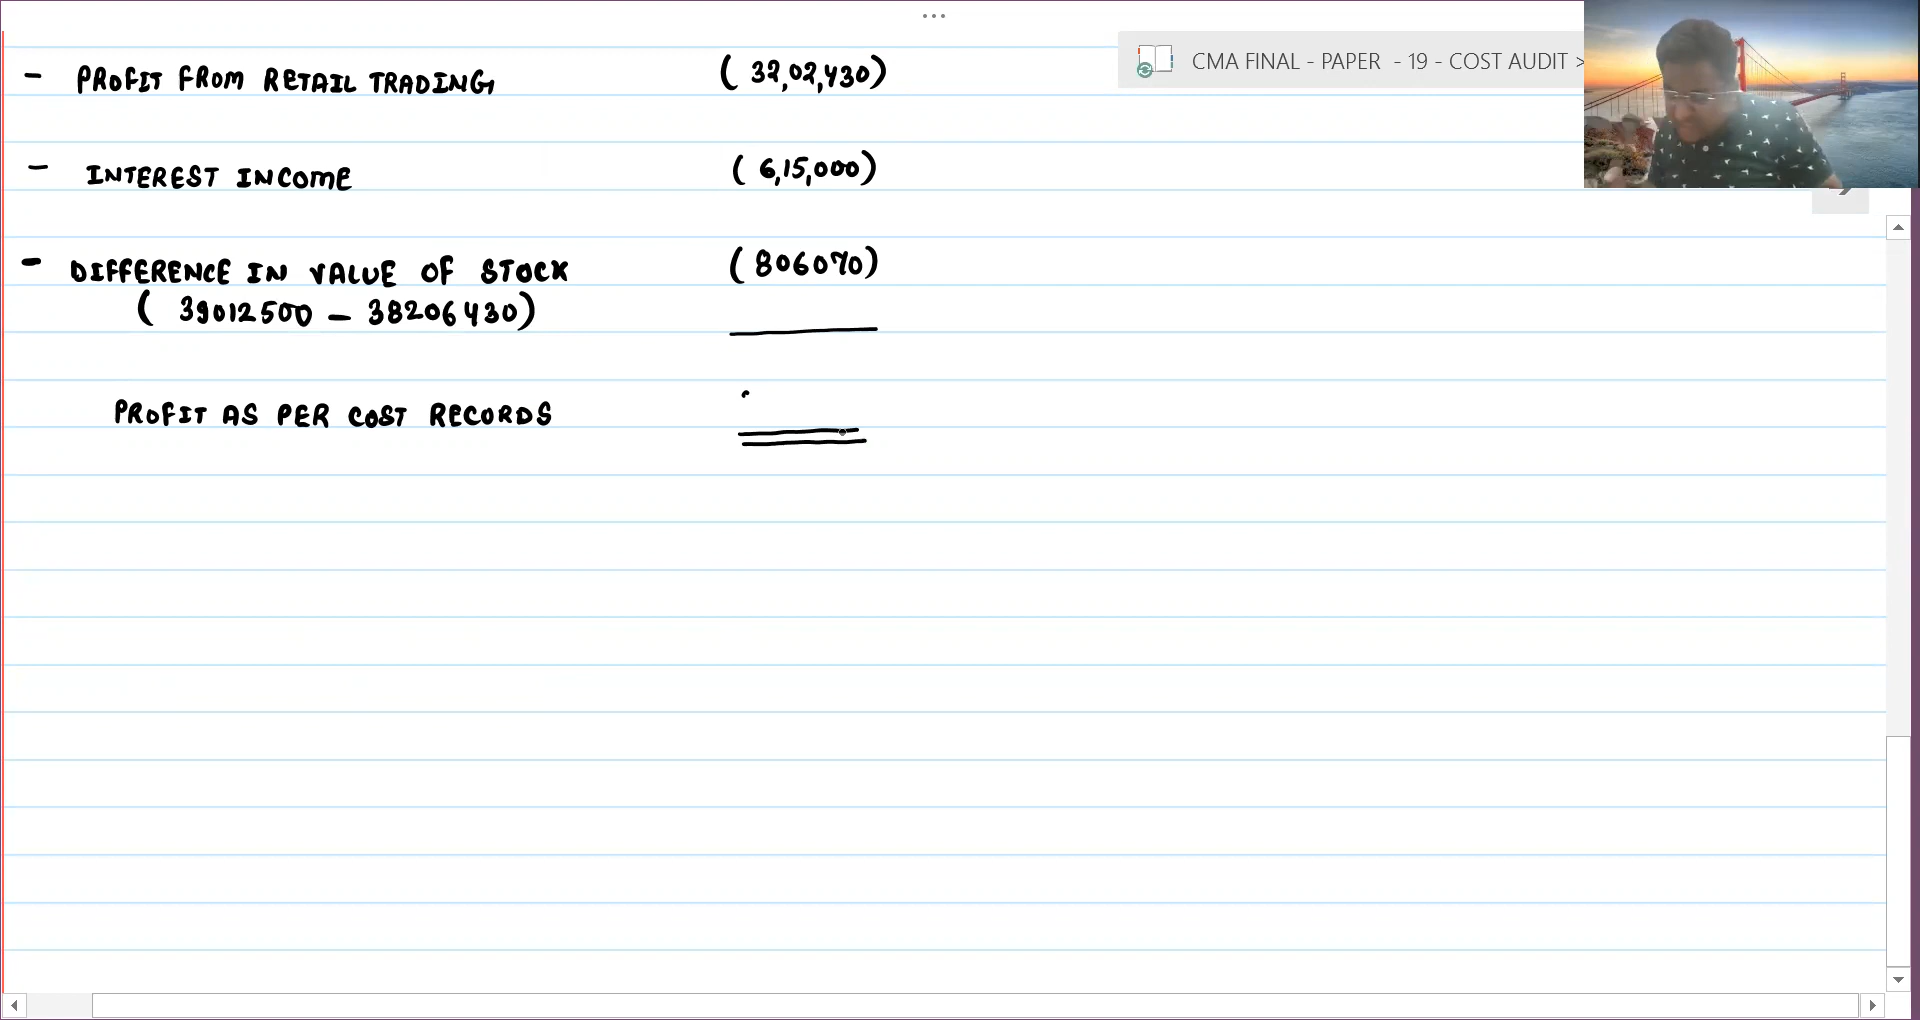 ...
CMA FINAL - PAPER - 19 - COST AUDIT >
- PROFIT FROM RETAIL TRADING (32,02,430)
- INTEREST INCOME (6,15,000)
- DIFFERENCE IN VALUE OF STOCK (806070)
(39012500 - 38206430)
PROFIT AS PER COST RECORDS